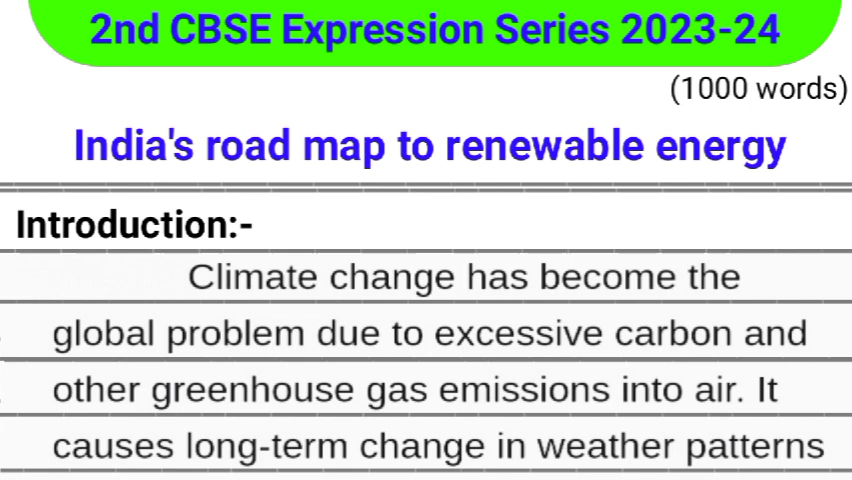 2nd CBSE Expression Series 2023-24
(1000 words)
India's road map to renewable energy
Introduction:-
Climate change has become the
global problem due to excessive carbon and
other greenhouse gas emissions into air. It
causes long-term change in weather patterns